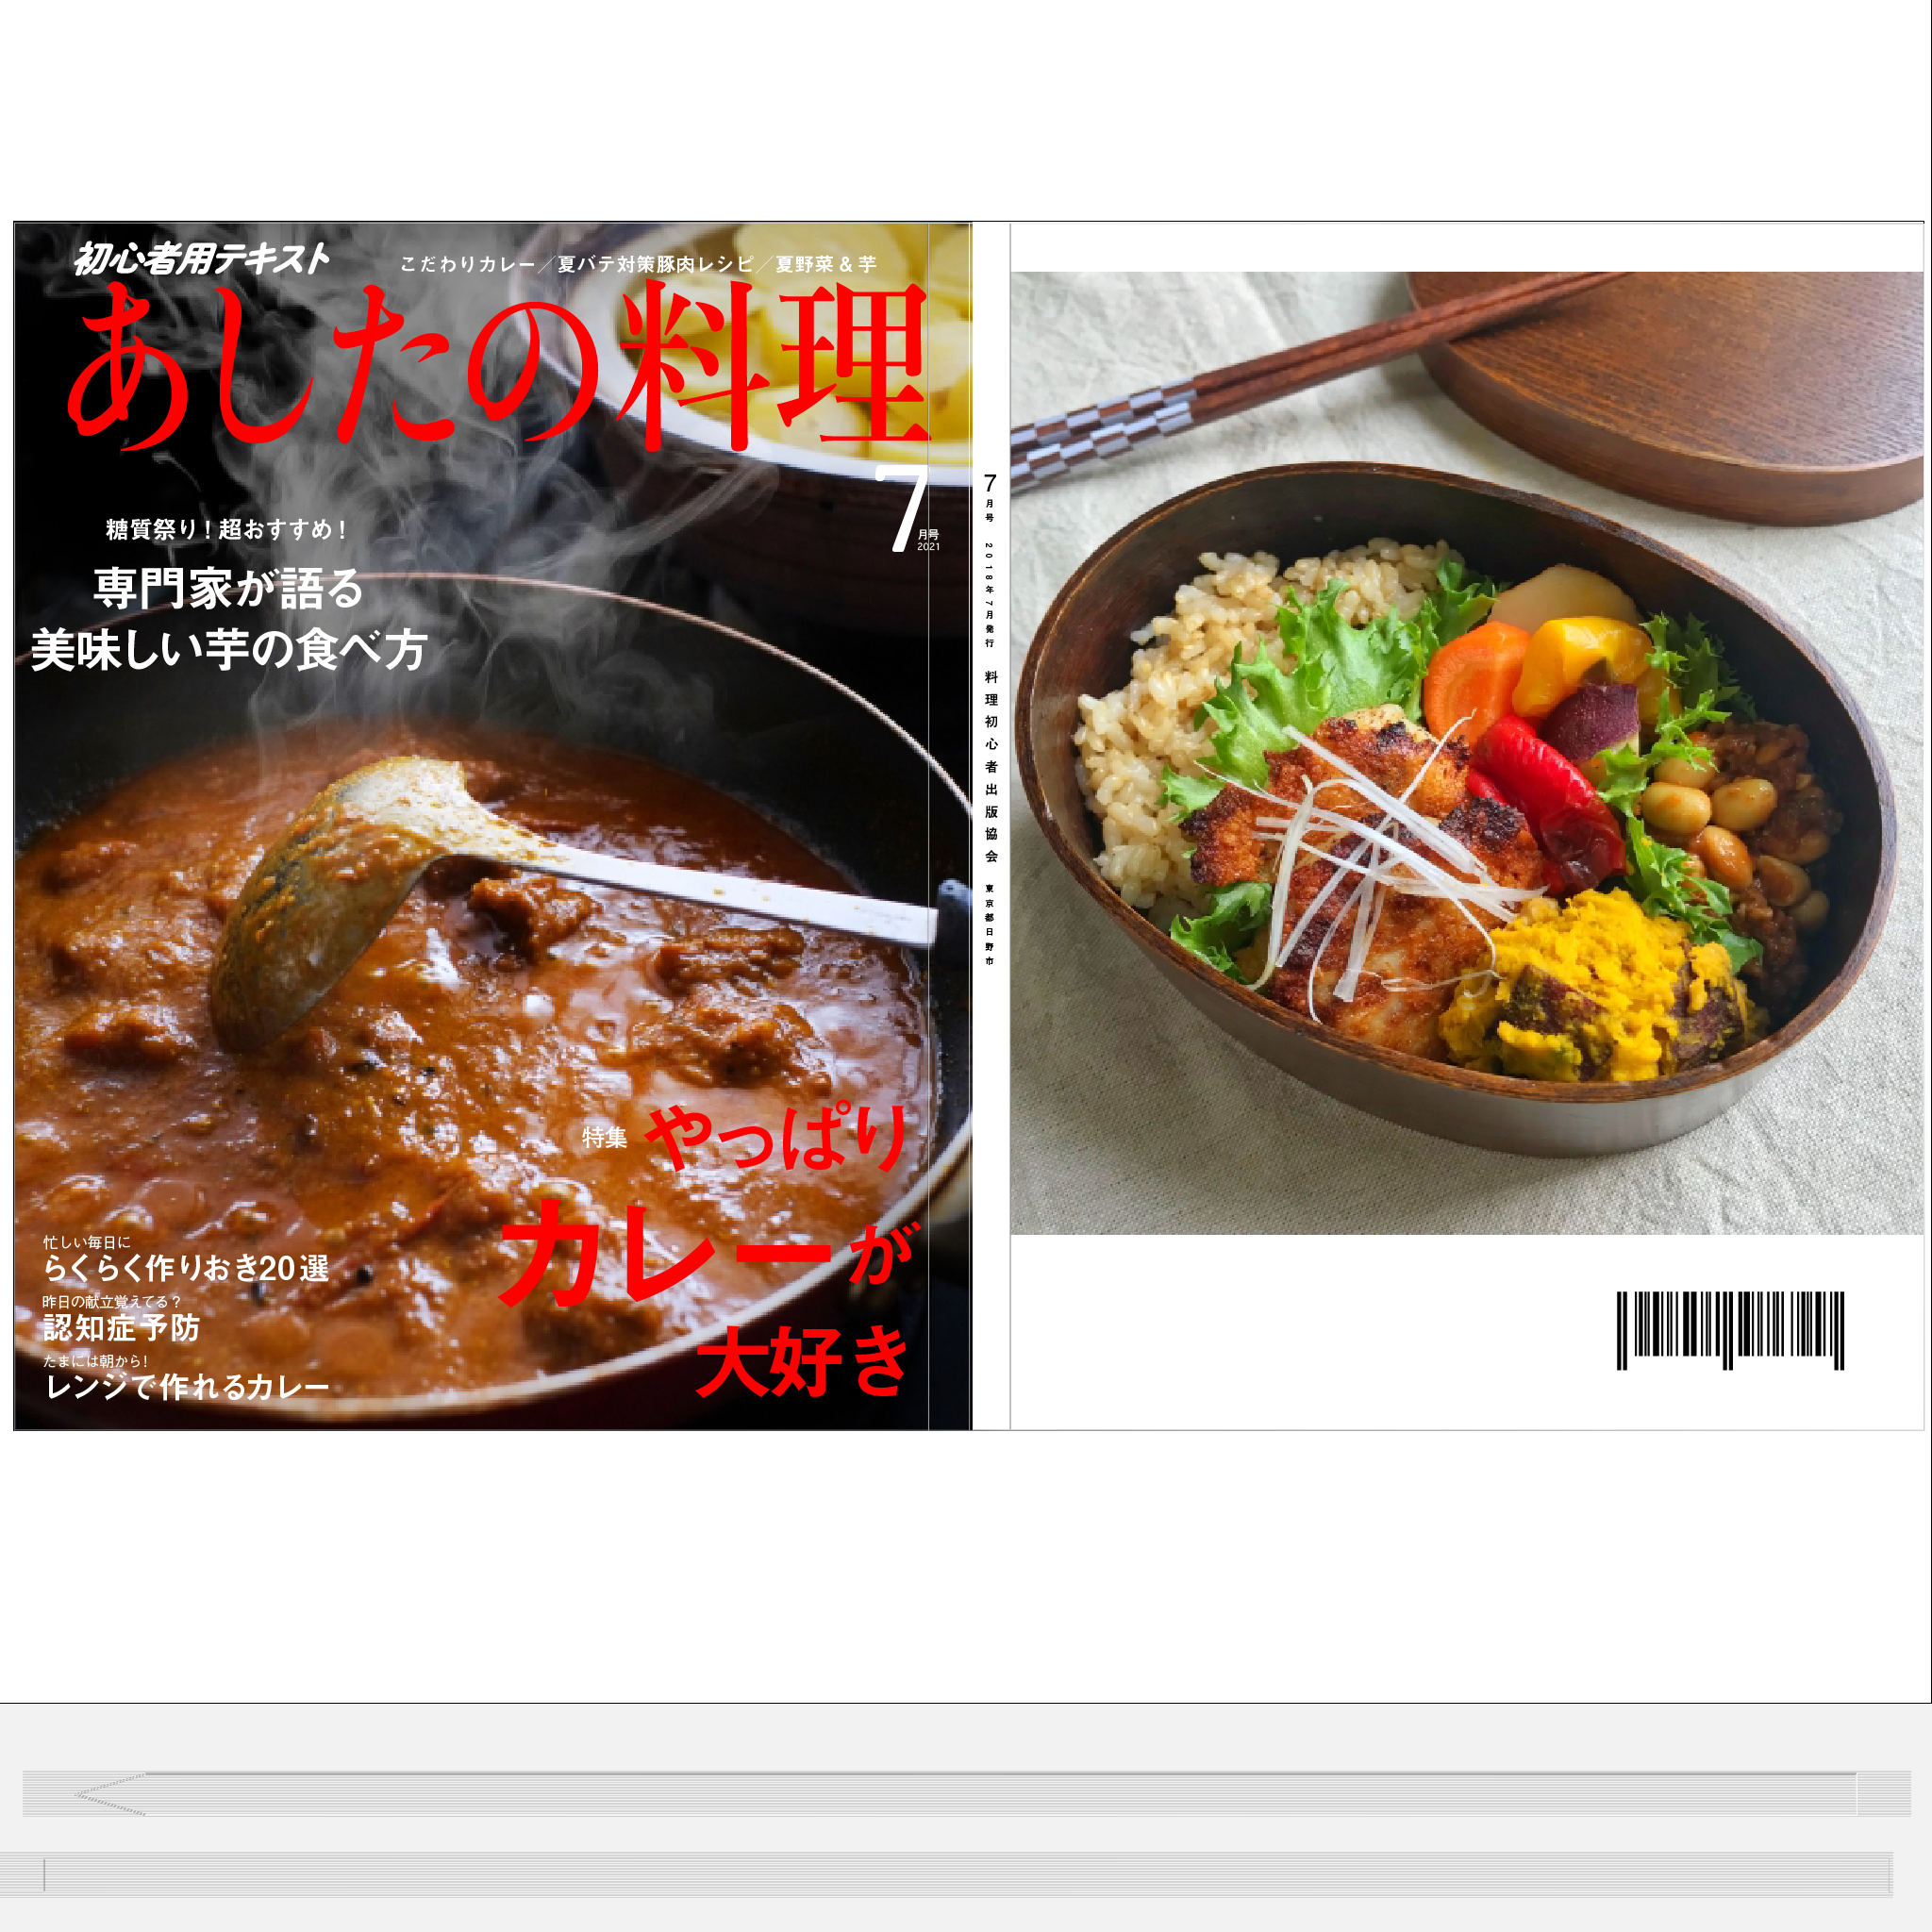 初心者用テキスト
こだわりカレー／夏バテ対策豚肉レシピ／夏野菜&芋
あしたの料理
7月号
2021
糖質祭り！超おすすめ！
専門家が語る
美味しい芋の食べ方
特集 やっぱり
カレーが
大好き
忙しい毎日に
らくらく作りおき20選
昨日の献立覚えてる？
認知症予防
たまには朝から！
レンジで作れるカレー
7月号 2018年7月発行 料理初心者出版協会 東京都日野市